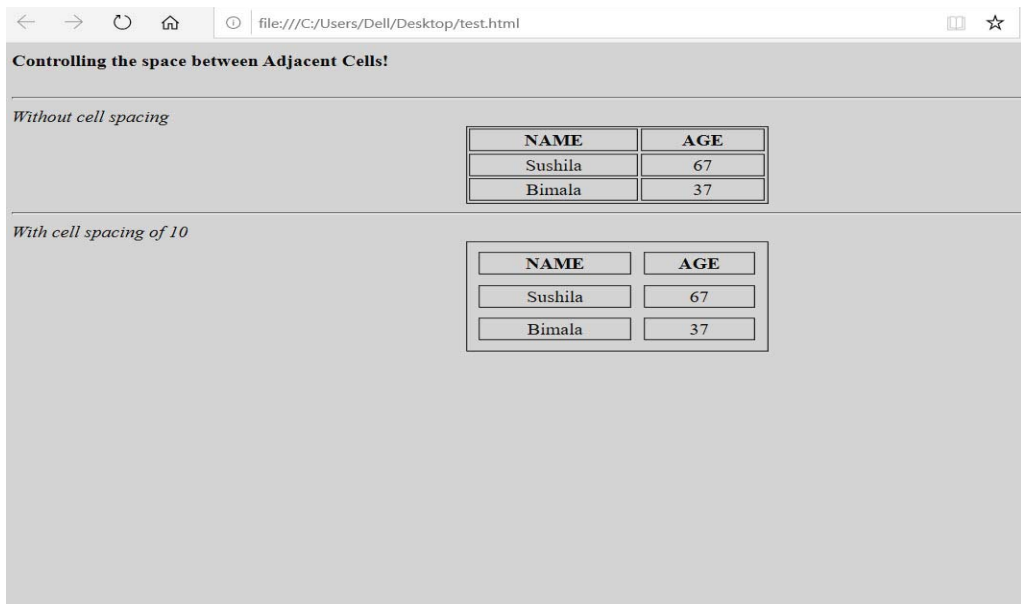 file:///C:/Users/Dell/Desktop/test.html
Controlling the space between Adjacent Cells!
Without cell spacing
NAME AGE
Sushila 67
Bimala 37
With cell spacing of 10
NAME AGE
Sushila 67
Bimala 37